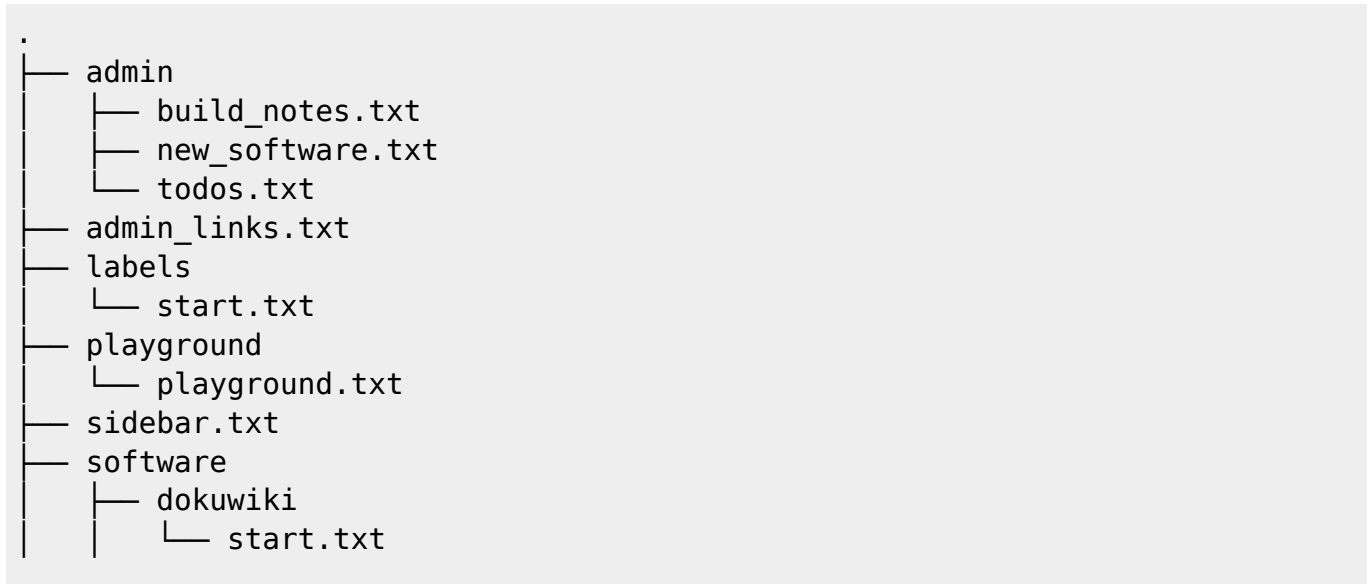 .
├── admin
│   ├── build_notes.txt
│   ├── new_software.txt
│   └── todos.txt
├── admin_links.txt
├── labels
│   └── start.txt
├── playground
│   └── playground.txt
├── sidebar.txt
├── software
│   ├── dokuwiki
│   │   └── start.txt